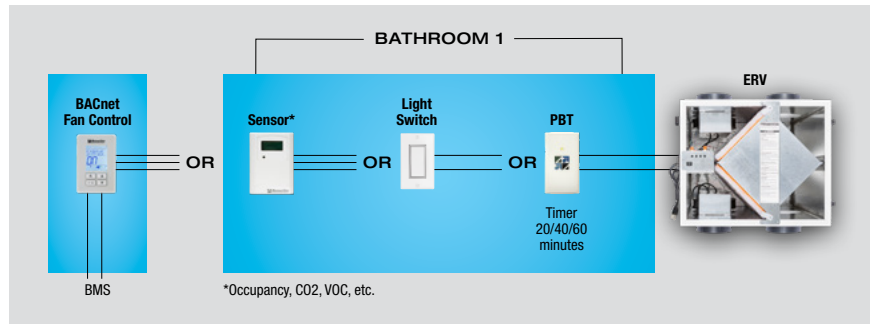 BATHROOM 1
BACnet
Fan Control
OR
Sensor*
OR
Light
Switch
OR
PBT
Timer
20/40/60
minutes
ERV
BMS
*Occupancy, CO2, VOC, etc.